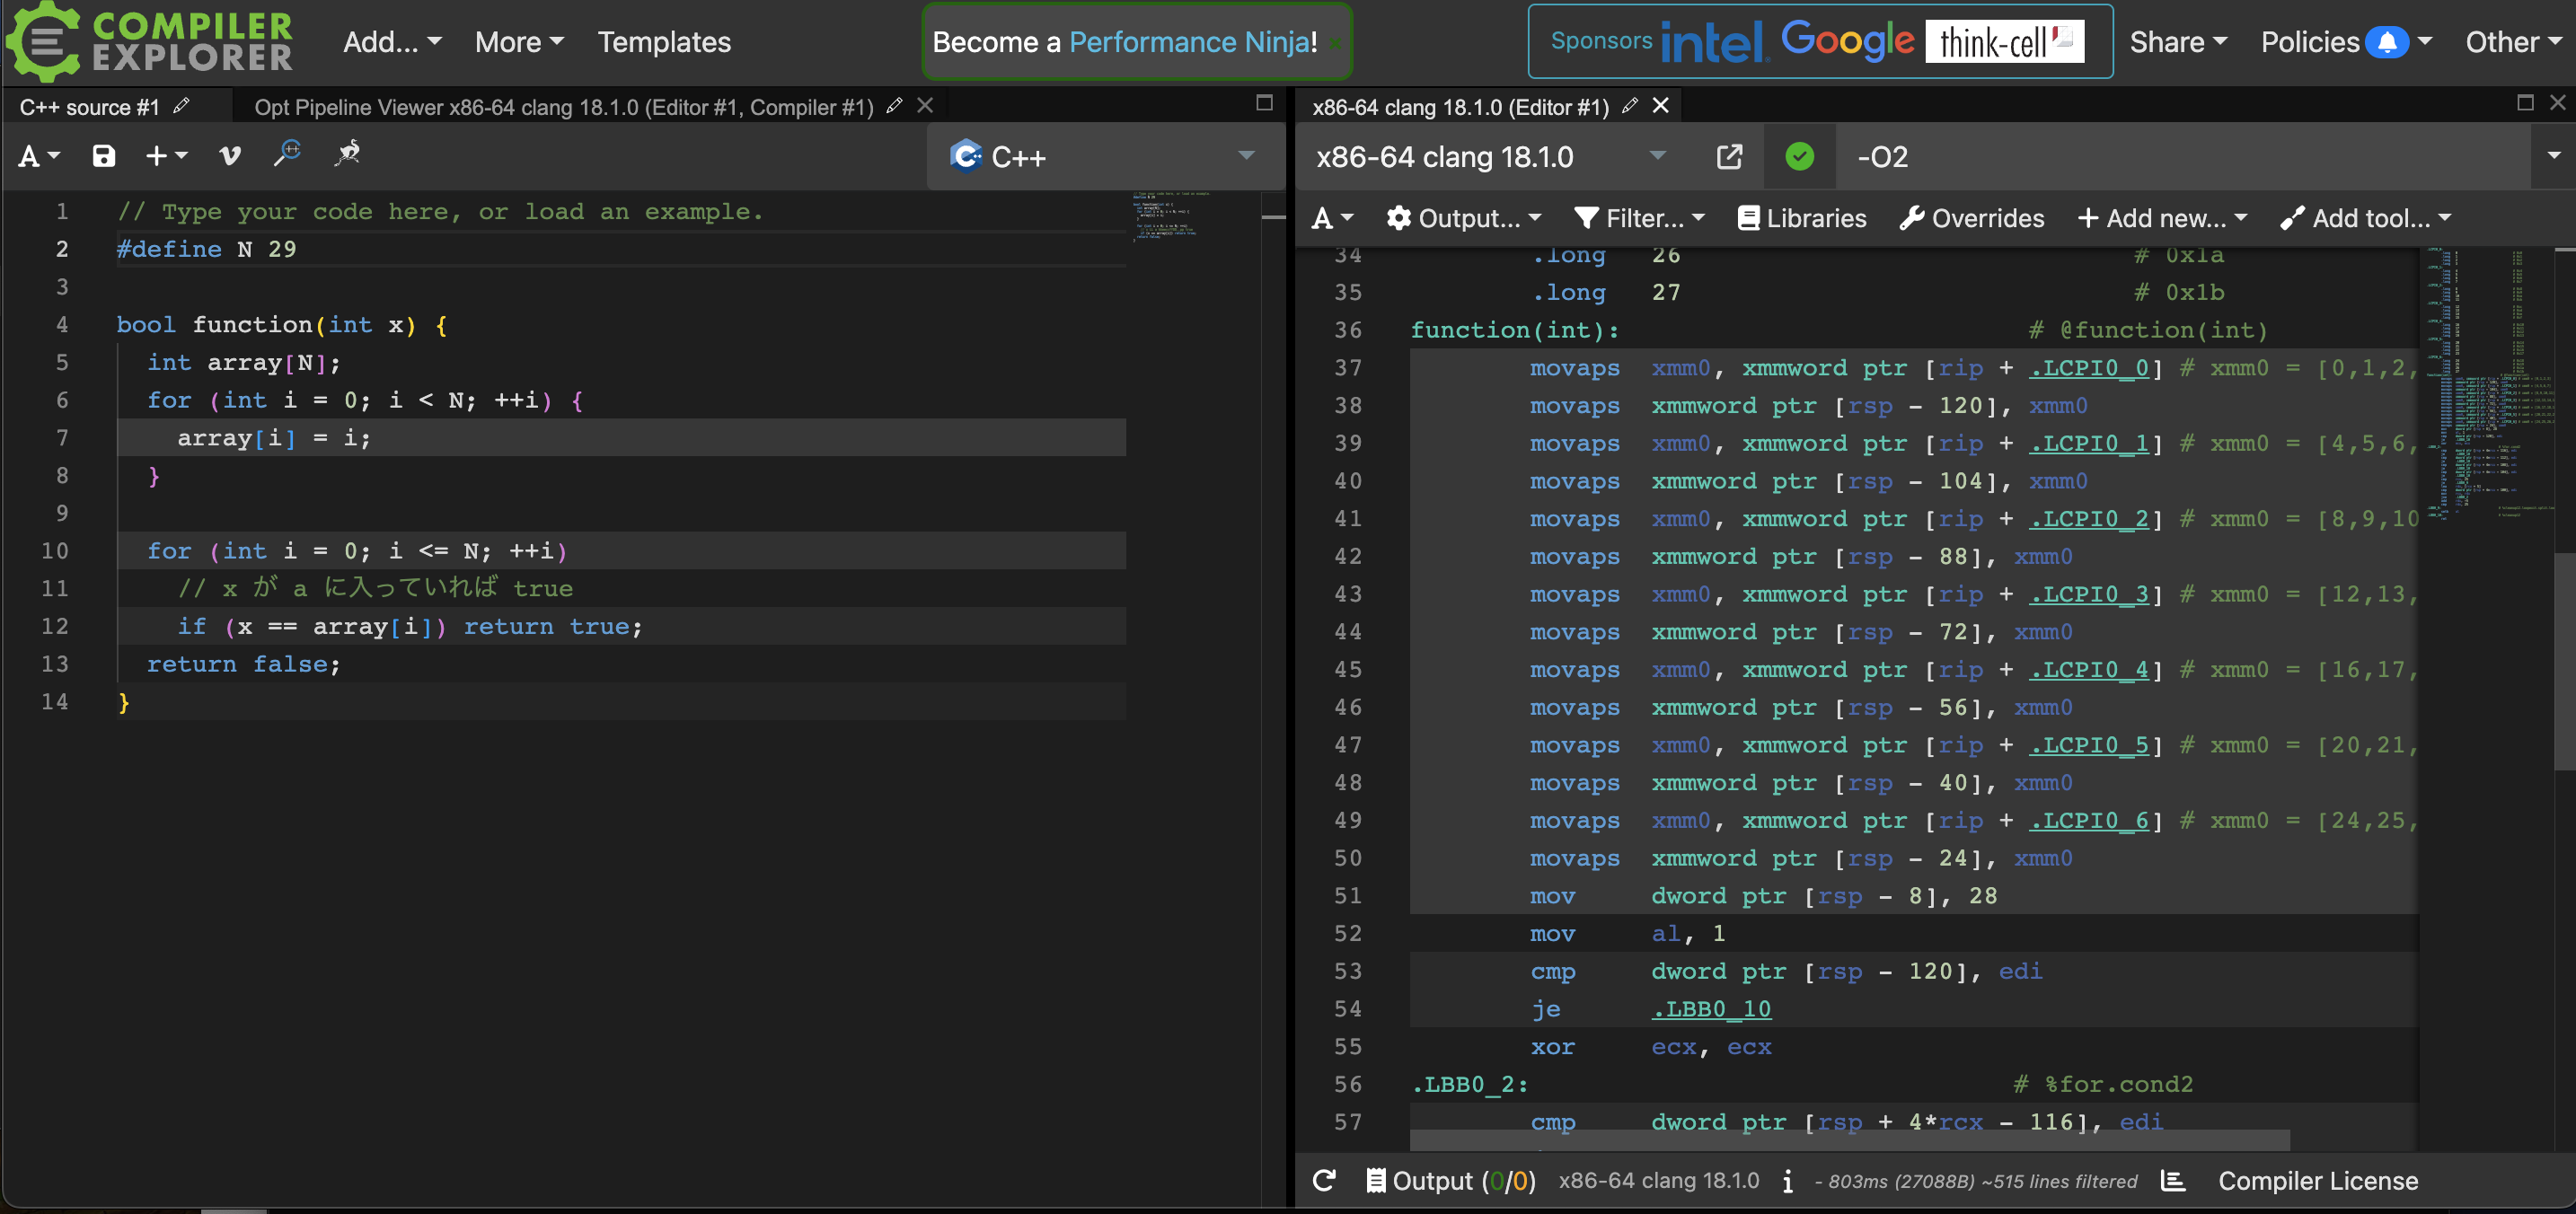 COMPILER EXPLORER
Add... More Templates
Become a Performance Ninja!
Sponsors intel. Google think-cell
Share Policies Other
C++ source #1
Opt Pipeline Viewer x86-64 clang 18.1.0 (Editor #1, Compiler #1)
A
C++
1 // Type your code here, or load an example.
2 #define N 29
3
4 bool function(int x) {
5 int array[N];
6 for (int i = 0; i < N; ++i) {
7 array[i] = i;
8 }
9
10 for (int i = 0; i <= N; ++i)
11 // x が a に入っていれば true
12 if (x == array[i]) return true;
13 return false;
14 }
x86-64 clang 18.1.0 (Editor #1)
x86-64 clang 18.1.0
-O2
A Output... Filter... Libraries Overrides Add new... Add tool...
34 .long 26 # 0x1a
35 .long 27 # 0x1b
36 function(int): # @function(int)
37 movaps xmm0, xmmword ptr [rip + .LCPI0_0] # xmm0 = [0,1,2,
38 movaps xmmword ptr [rsp - 120], xmm0
39 movaps xmm0, xmmword ptr [rip + .LCPI0_1] # xmm0 = [4,5,6,
40 movaps xmmword ptr [rsp - 104], xmm0
41 movaps xmm0, xmmword ptr [rip + .LCPI0_2] # xmm0 = [8,9,10
42 movaps xmmword ptr [rsp - 88], xmm0
43 movaps xmm0, xmmword ptr [rip + .LCPI0_3] # xmm0 = [12,13,
44 movaps xmmword ptr [rsp - 72], xmm0
45 movaps xmm0, xmmword ptr [rip + .LCPI0_4] # xmm0 = [16,17,
46 movaps xmmword ptr [rsp - 56], xmm0
47 movaps xmm0, xmmword ptr [rip + .LCPI0_5] # xmm0 = [20,21,
48 movaps xmmword ptr [rsp - 40], xmm0
49 movaps xmm0, xmmword ptr [rip + .LCPI0_6] # xmm0 = [24,25,
50 movaps xmmword ptr [rsp - 24], xmm0
51 mov dword ptr [rsp - 8], 28
52 mov al, 1
53 cmp dword ptr [rsp - 120], edi
54 je .LBB0_10
55 xor ecx, ecx
56 .LBB0_2: # %for.cond2
57 cmp dword ptr [rsp + 4*rcx - 116], edi
Output (0/0) x86-64 clang 18.1.0 i - 803ms (27088B) ~515 lines filtered Compiler License